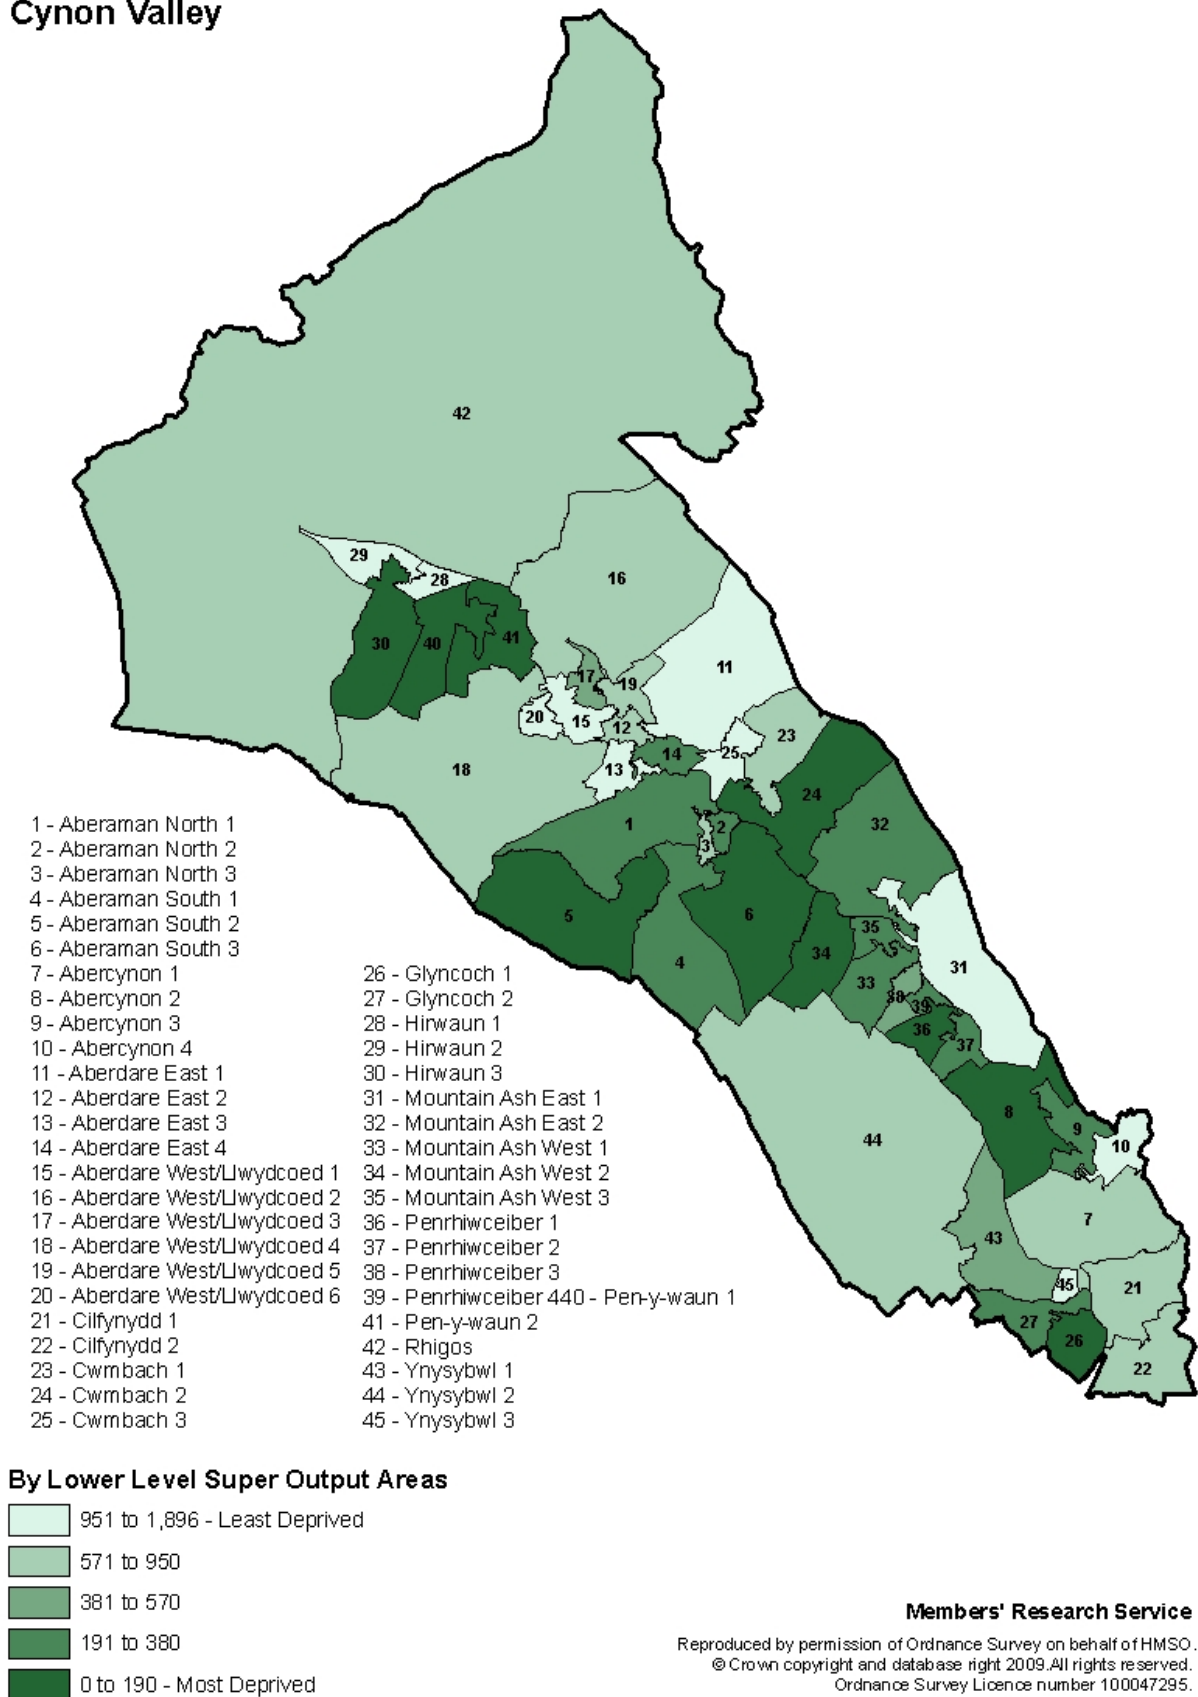 Cynon Valley
42
29
28
16
30
40
41
11
17
19
20
15
12
23
25
14
13
18
24
1
2
3
32
5
6
35
34
4
33
31
38
39
36
37
8
9
10
44
7
43
45
21
27
26
22
1 - Aberaman North 1
2 - Aberaman North 2
3 - Aberaman North 3
4 - Aberaman South 1
5 - Aberaman South 2
6 - Aberaman South 3
7 - Abercynon 1
8 - Abercynon 2
9 - Abercynon 3
10 - Abercynon 4
11 - Aberdare East 1
12 - Aberdare East 2
13 - Aberdare East 3
14 - Aberdare East 4
15 - Aberdare West/Llwydcoed 1
16 - Aberdare West/Llwydcoed 2
17 - Aberdare West/Llwydcoed 3
18 - Aberdare West/Llwydcoed 4
19 - Aberdare West/Llwydcoed 5
20 - Aberdare West/Llwydcoed 6
21 - Cilfynydd 1
22 - Cilfynydd 2
23 - Cwmbach 1
24 - Cwmbach 2
25 - Cwmbach 3
26 - Glyncoch 1
27 - Glyncoch 2
28 - Hirwaun 1
29 - Hirwaun 2
30 - Hirwaun 3
31 - Mountain Ash East 1
32 - Mountain Ash East 2
33 - Mountain Ash West 1
34 - Mountain Ash West 2
35 - Mountain Ash West 3
36 - Penrhiwceiber 1
37 - Penrhiwceiber 2
38 - Penrhiwceiber 3
39 - Penrhiwceiber 440 - Pen-y-waun 1
41 - Pen-y-waun 2
42 - Rhigos
43 - Ynysybwl 1
44 - Ynysybwl 2
45 - Ynysybwl 3
By Lower Level Super Output Areas
951 to 1,896 - Least Deprived
571 to 950
381 to 570
191 to 380
0 to 190 - Most Deprived
Members' Research Service
Reproduced by permission of Ordnance Survey on behalf of HMSO.
© Crown copyright and database right 2009.All rights reserved.
Ordnance Survey Licence number 100047295.